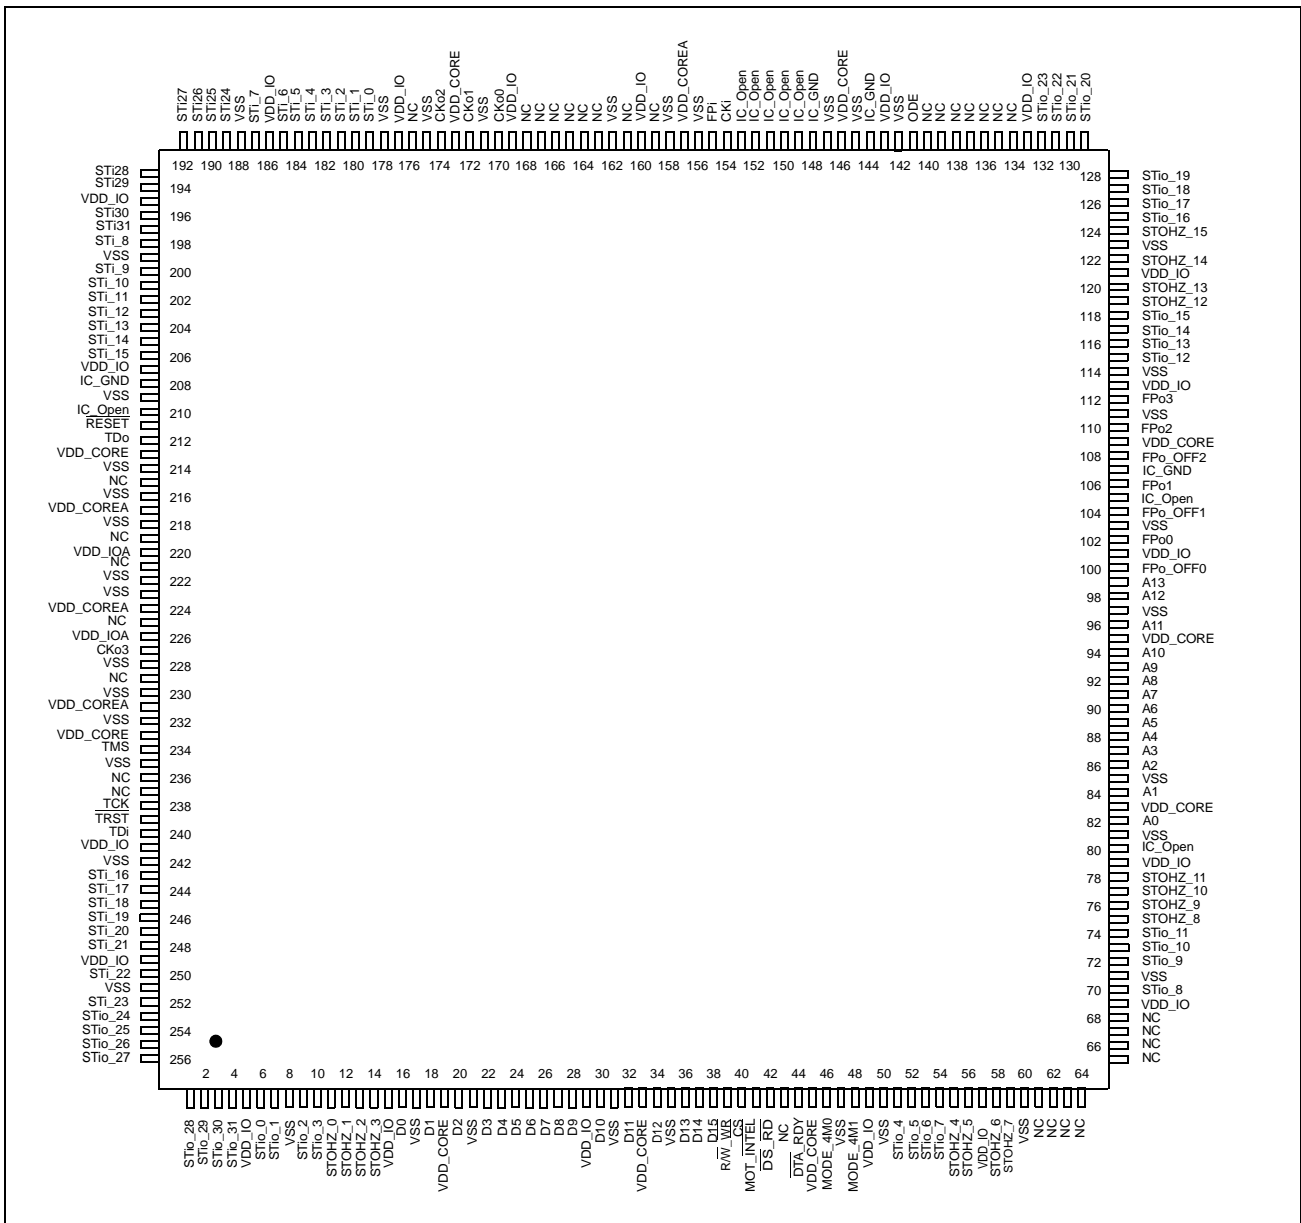 STi27 STi26 STi25 STi24 VSS STi_7 VDD_IO STi_6 STi_5 STi_4 STi_3 STi_2 STi_1 STi_0 VSS VDD_IO NC VSS CKo2 VDD_CORE CKo1 VSS CKo0 VDD_IO NC NC NC NC NC NC VSS NC VDD_IO NC VSS VDD_COREA VSS FPi CKi IC_Open IC_Open IC_Open IC_Open IC_Open IC_GND VSS VDD_CORE VSS IC_GND VDD_IO VSS ODE NC NC NC NC NC NC NC VDD_IO STio_23 STio_22 STio_21 STio_20
192 190 188 186 184 182 180 178 176 174 172 170 168 166 164 162 160 158 156 154 152 150 148 146 144 142 140 138 136 134 132 130
STi28
STi29
VDD_IO
STi30
STi31
STi_8
VSS
STi_9
STi_10
STi_11
STi_12
STi_13
STi_14
STi_15
VDD_IO
IC_GND
VSS
IC_Open
RESET
TDo
VDD_CORE
VSS
NC
VSS
VDD_COREA
VSS
NC
VDD_IOA
NC
VSS
VSS
VDD_COREA
NC
VDD_IOA
CKo3
VSS
NC
VSS
VDD_COREA
VSS
VDD_CORE
TMS
VSS
NC
NC
TCK
TRST
TDi
VDD_IO
VSS
STi_16
STi_17
STi_18
STi_19
STi_20
STi_21
VDD_IO
STi_22
VSS
STi_23
STio_24
STio_25
STio_26
STio_27
194
196
198
200
202
204
206
208
210
212
214
216
218
220
222
224
226
228
230
232
234
236
238
240
242
244
246
248
250
252
254
256
128
126
124
122
120
118
116
114
112
110
108
106
104
102
100
98
96
94
92
90
88
86
84
82
80
78
76
74
72
70
68
66
STio_19
STio_18
STio_17
STio_16
STOHZ_15
VSS
STOHZ_14
VDD_IO
STOHZ_13
STOHZ_12
STio_15
STio_14
STio_13
STio_12
VSS
VDD_IO
FPo3
VSS
FPo2
VDD_CORE
FPo_OFF2
IC_GND
FPo1
IC_Open
FPo_OFF1
VSS
FPo0
VDD_IO
FPo_OFF0
A13
A12
VSS
A11
VDD_CORE
A10
A9
A8
A7
A6
A5
A4
A3
A2
VSS
A1
VDD_CORE
A0
VSS
IC_Open
VDD_IO
STOHZ_11
STOHZ_10
STOHZ_9
STOHZ_8
STio_11
STio_10
STio_9
VSS
STio_8
VDD_IO
NC
NC
NC
NC
2 4 6 8 10 12 14 16 18 20 22 24 26 28 30 32 34 36 38 40 42 44 46 48 50 52 54 56 58 60 62 64
STio_28 STio_29 STio_30 STio_31 VDD_IO STio_0 STio_1 VSS STio_2 STio_3 STOHZ_0 STOHZ_1 STOHZ_2 STOHZ_3 VDD_IO D0 VSS D1 VDD_CORE D2 VSS D3 D4 D5 D6 D7 D8 D9 VDD_IO D10 VSS D11 VDD_CORE D12 VSS D13 D14 D15 R/W_WR CS MOT_INTEL DS_RD NC DTA_RDY VDD_CORE MODE_4M0 VSS MODE_4M1 VDD_IO VSS STio_4 STio_5 STio_6 STio_7 STOHZ_4 STOHZ_5 VDD_IO STOHZ_6 STOHZ_7 VSS NC NC NC NC